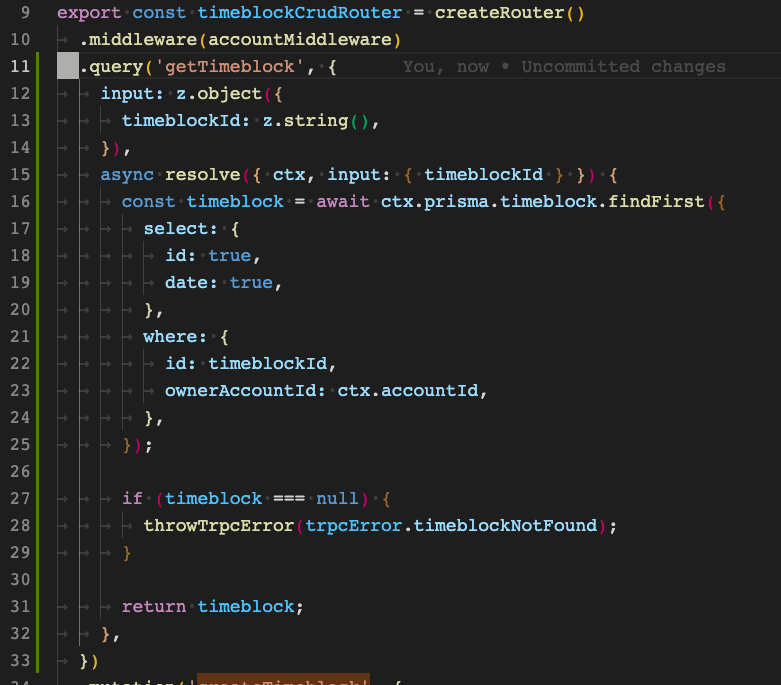 9 export const timeblockCrudRouter = createRouter()
10 .middleware(accountMiddleware)
11 .query('getTimeblock', { You, now • Uncommitted changes
12 input: z.object({
13 timeblockId: z.string(),
14 }),
15 async resolve({ ctx, input: { timeblockId } }) {
16 const timeblock = await ctx.prisma.timeblock.findFirst({
17 select: {
18 id: true,
19 date: true,
20 },
21 where: {
22 id: timeblockId,
23 ownerAccountId: ctx.accountId,
24 },
25 });
26
27 if (timeblock === null) {
28 throwTrpcError(trpcError.timeblockNotFound);
29 }
30
31 return timeblock;
32 },
33 })
34 .mutation('createTimeblock', {